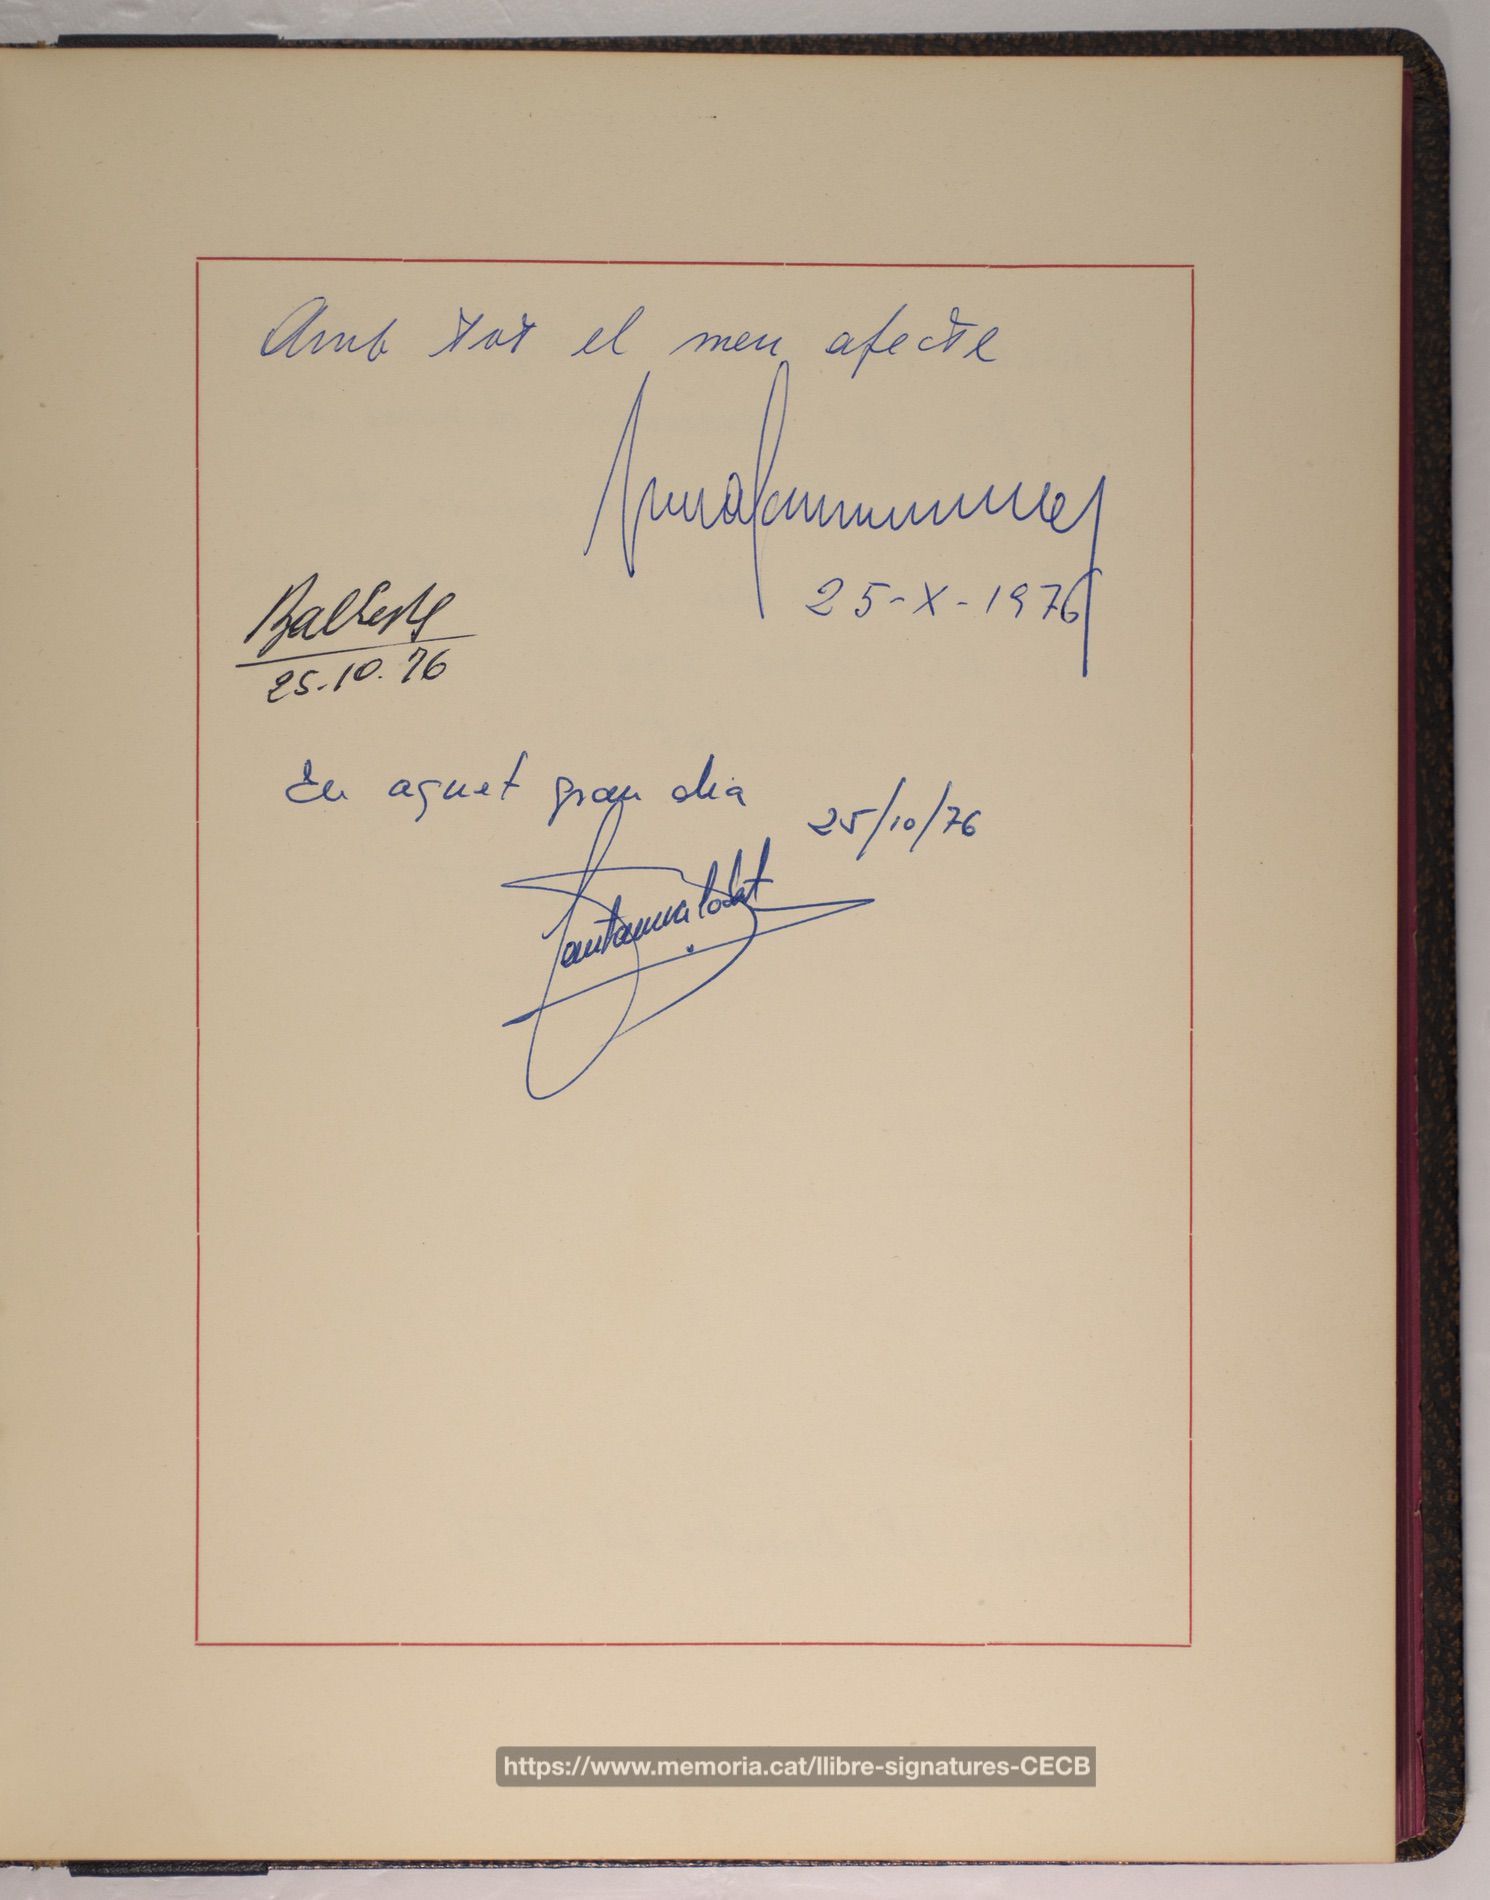 Amb tot el meu afecte
25-X-1976
25-10.76
En aquet gran dia
25/10/76
https://www.memoria.cat/llibre-signatures-CECB